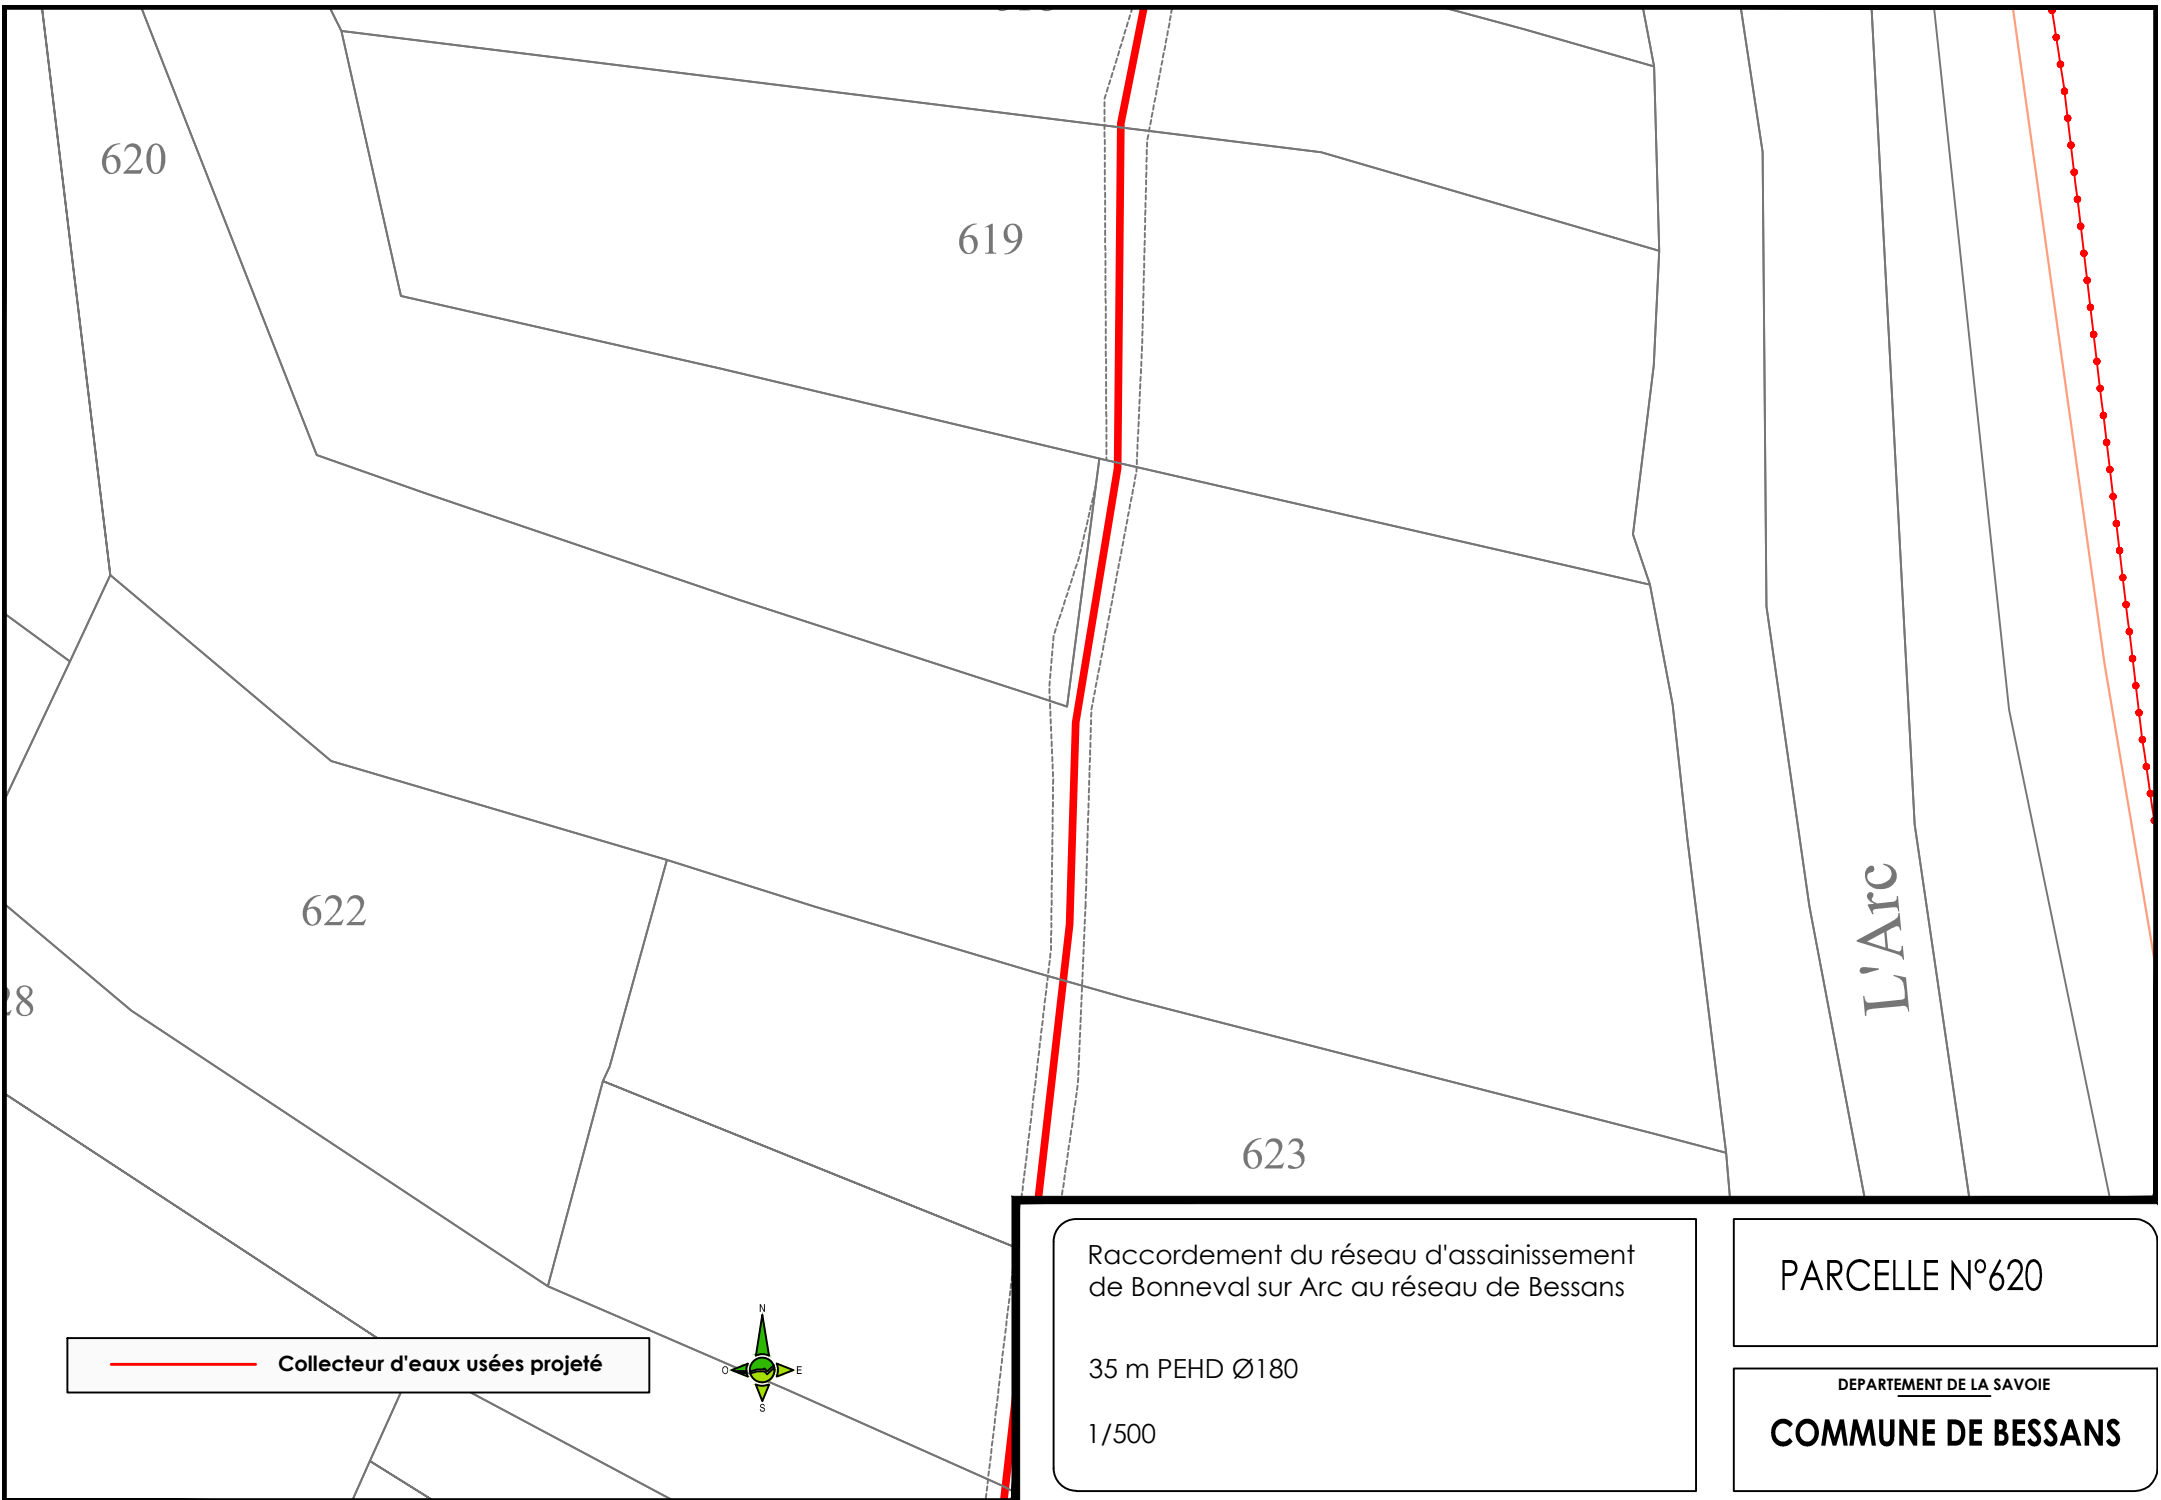 620
619
622
28
L'Arc
623
N
O
E
S
Collecteur d'eaux usées projeté
Raccordement du réseau d'assainissement
de Bonneval sur Arc au réseau de Bessans
35 m PEHD Ø180
1/500
PARCELLE N°620
DEPARTEMENT DE LA SAVOIE
COMMUNE DE BESSANS